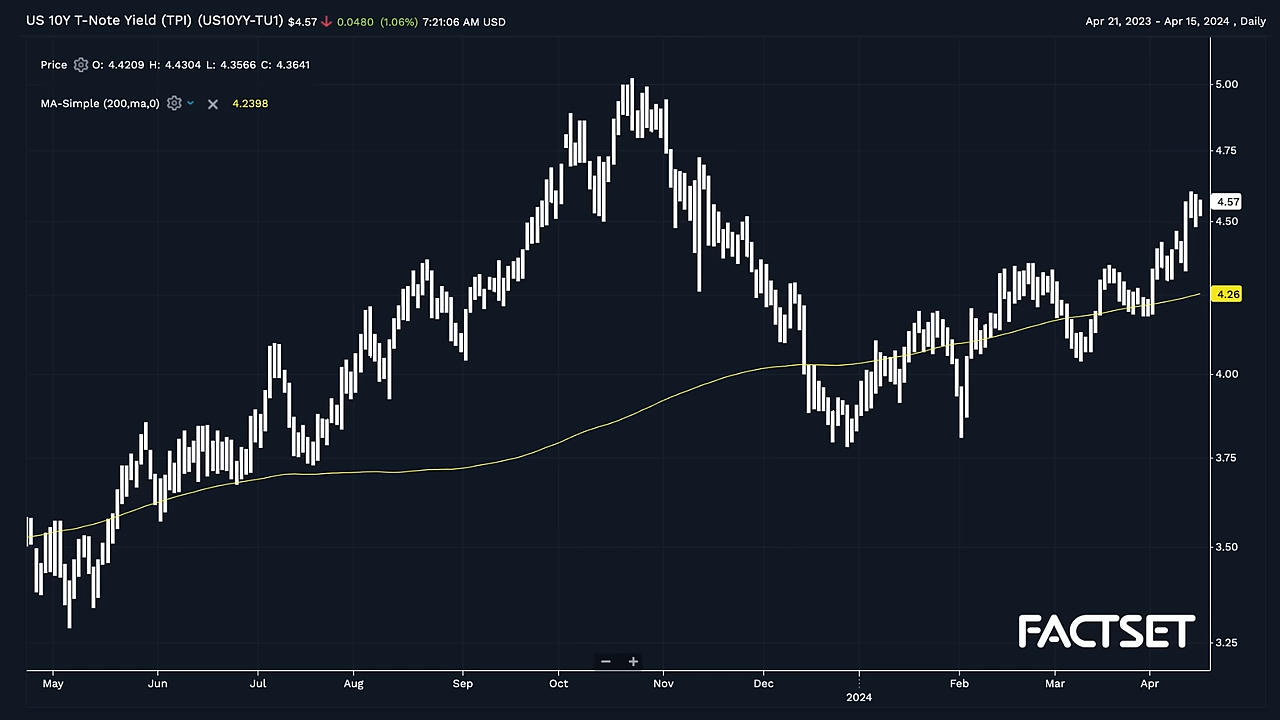 US 10Y T-Note Yield (TPI) (US10YY-TU1) $4.57 0.0480 (1.06%) 7:21:06 AM USD
Apr 21, 2023 - Apr 15, 2024 , Daily
Price O: 4.4209 H: 4.4304 L: 4.3566 C: 4.3641
MA-Simple (200,ma,0) 4.2398
5.00
4.75
4.57
4.50
4.26
4.00
3.75
3.50
FACTSET
3.25
May Jun Jul Aug Sep Oct Nov Dec Feb Mar Apr
2024